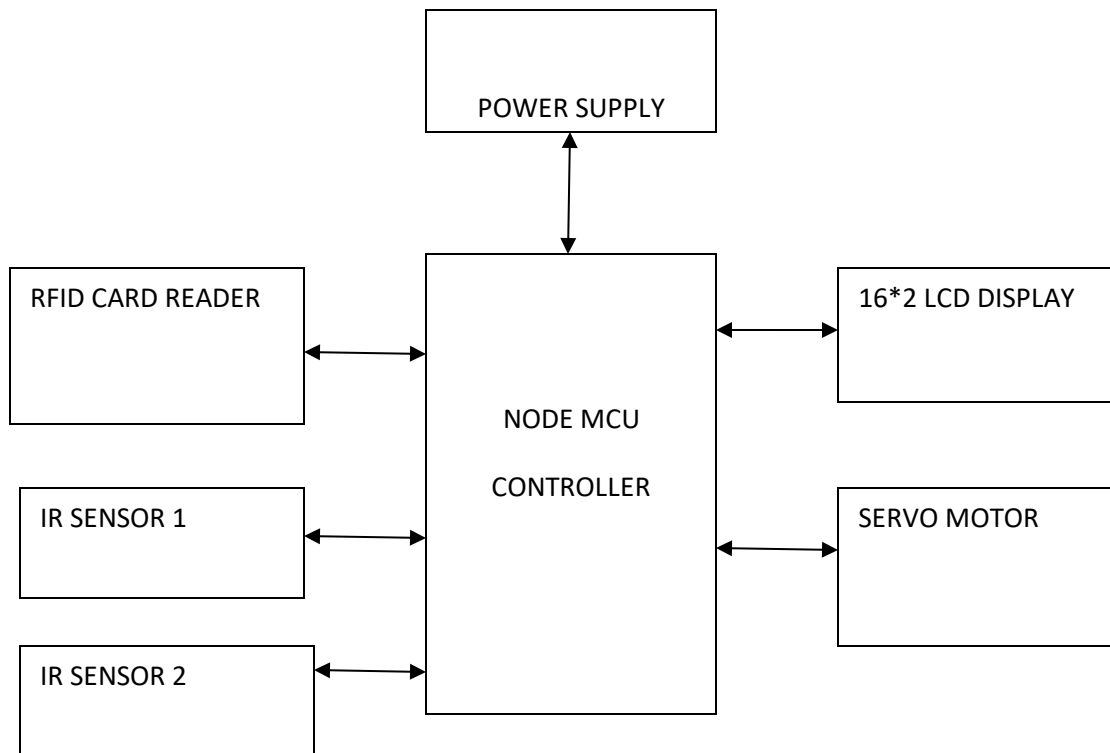 POWER SUPPLY
RFID CARD READER
16*2 LCD DISPLAY
NODE MCU
CONTROLLER
IR SENSOR 1
SERVO MOTOR
IR SENSOR 2